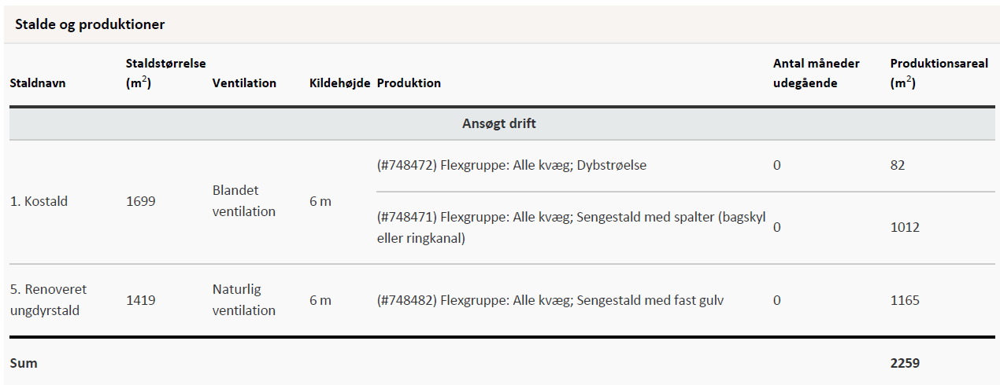 Stalde og produktioner
Staldnavn Staldstørrelse (m²) Ventilation Kildehøjde Produktion Antal måneder udegående Produktionsareal (m²)
Ansøgt drift
1. Kostald 1699 Blandet ventilation 6 m (#748472) Flexgruppe: Alle kvæg; Dybstrøelse 0 82
(#748471) Flexgruppe: Alle kvæg; Sengestald med spalter (bagskyl eller ringkanal) 0 1012
5. Renoveret ungdyrstald 1419 Naturlig ventilation 6 m (#748482) Flexgruppe: Alle kvæg; Sengestald med fast gulv 0 1165
Sum 2259